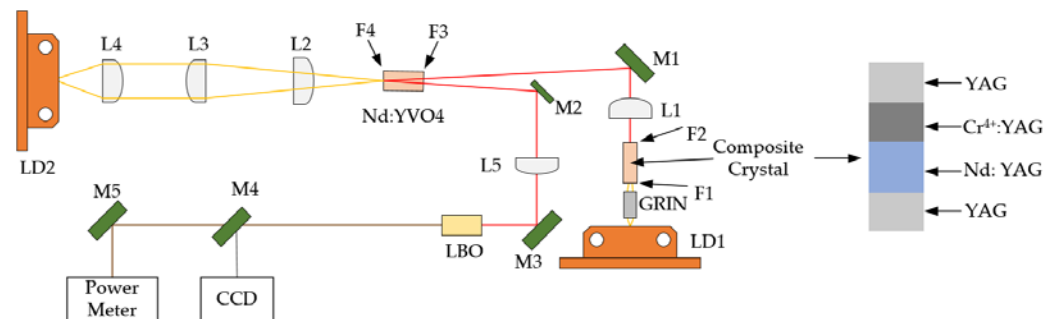 L4
L3
L2
F4
F3
M1
M2
L1
Nd:YVO4
F2
Composite
Crystal
YAG
Cr⁴⁺:YAG
Nd: YAG
YAG
LD2
L5
F1
GRIN
M5
M4
LBO
M3
LD1
Power
Meter
CCD